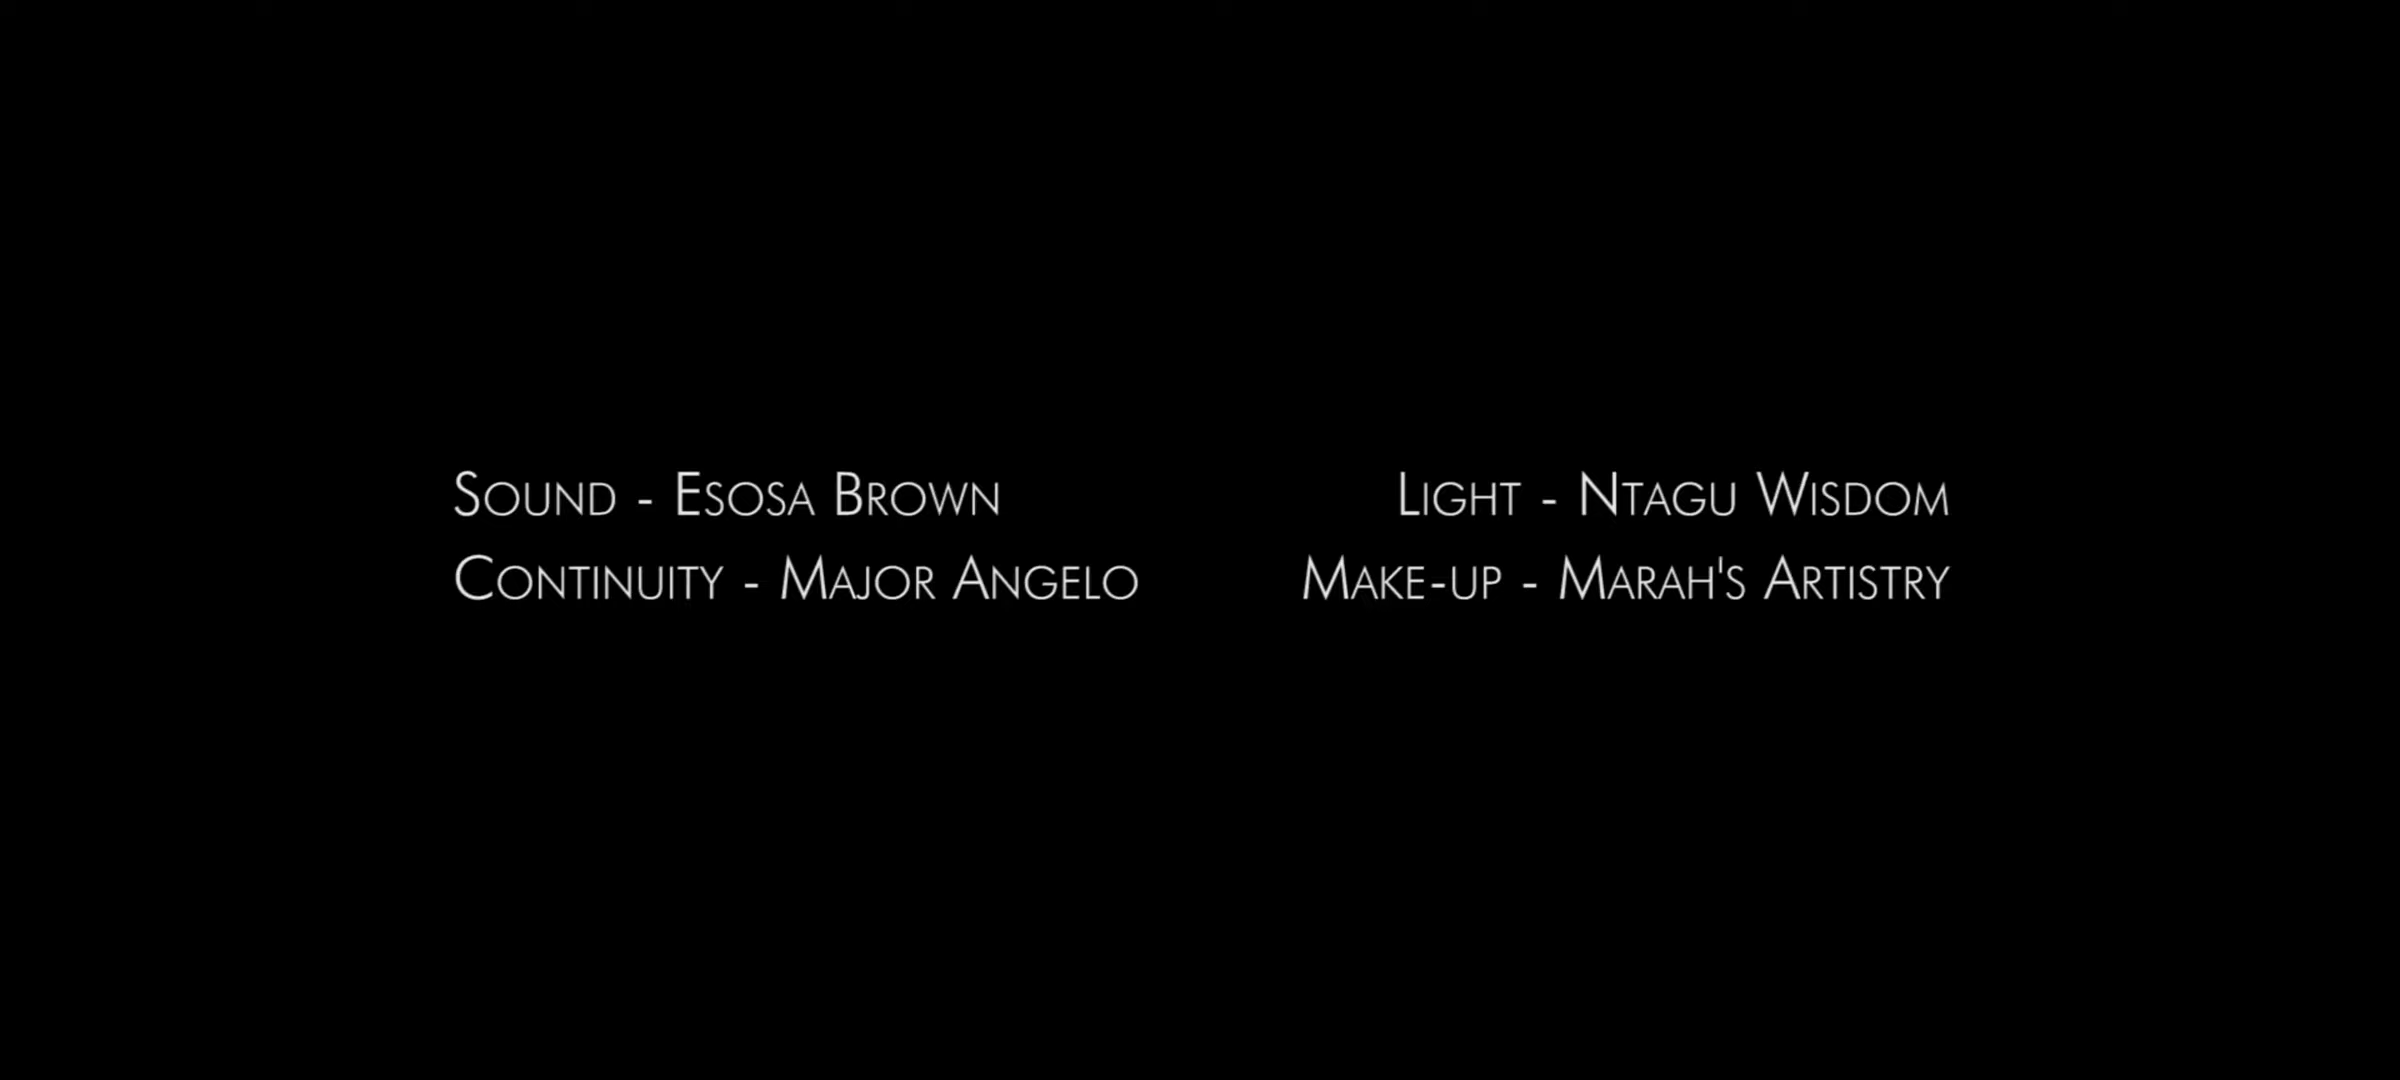 Sound - Esosa Brown
Continuity - Major Angelo
Light - Ntagu Wisdom
Make-up - Marah's Artistry